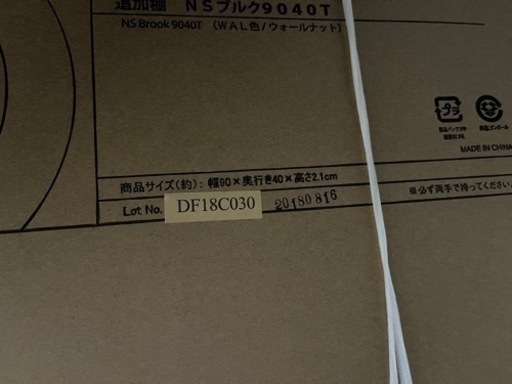 追加棚 NSブルク9040T
NS Brook 9040T （WAL色/ウォールナット）
プラ
MADE IN CHINA
商品サイズ(約)：幅90×奥行き40×高さ2.1cm
※必ず両手で持ってください
Lot No. DF18C030 20180816